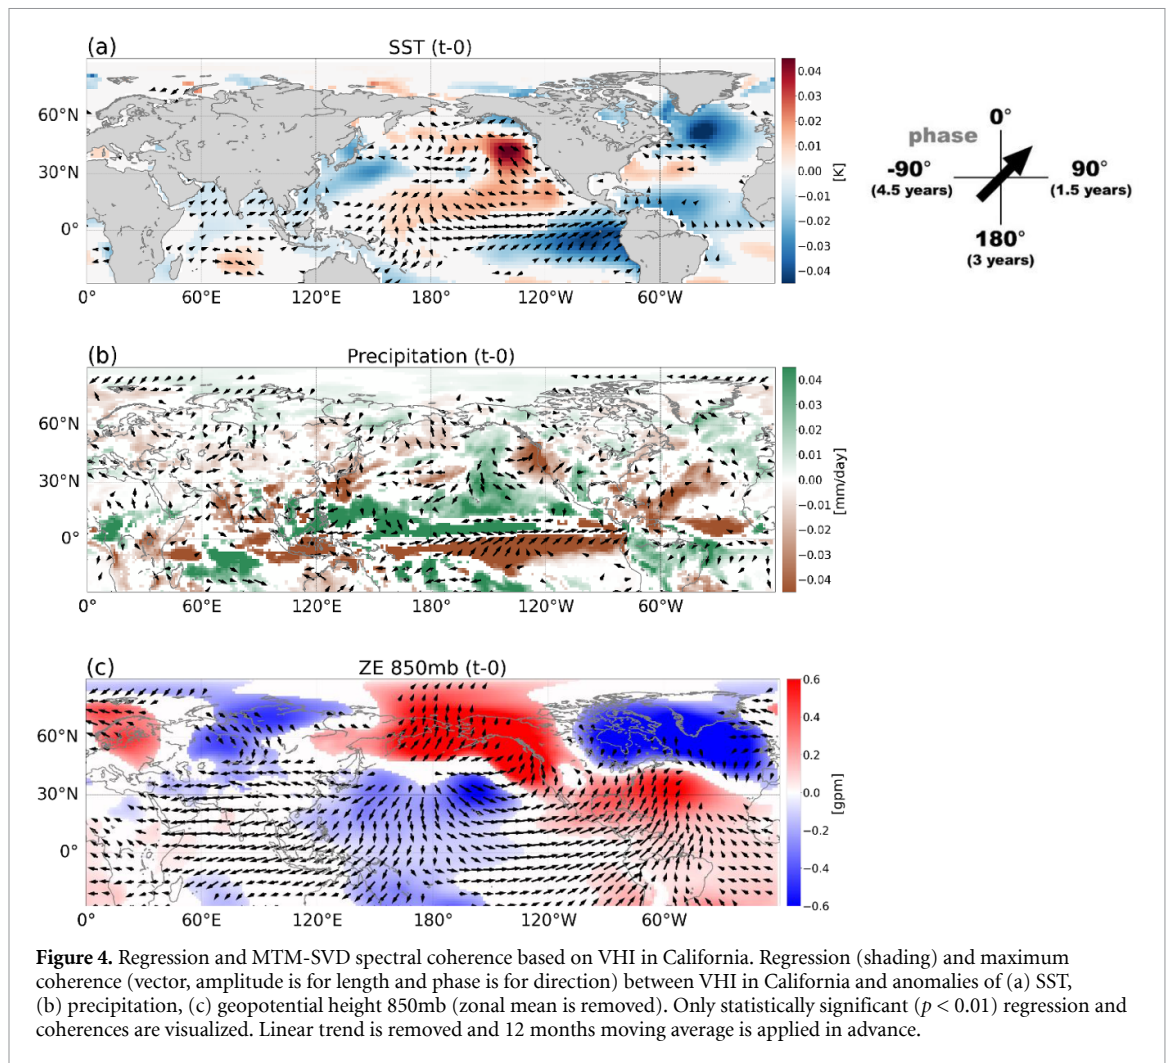 (a)
SST (t-0)
60°N
30°N
0°
0°
60°E
120°E
180°
120°W
60°W
0.04
0.03
0.02
0.01
0.00
−0.01
−0.02
−0.03
−0.04
[K]
phase
0°
-90°
(4.5 years)
90°
(1.5 years)
180°
(3 years)
(b)
Precipitation (t-0)
60°N
30°N
0°
0°
60°E
120°E
180°
120°W
60°W
0.04
0.03
0.02
0.01
0.00
−0.01
−0.02
−0.03
−0.04
[mm/day]
(c)
ZE 850mb (t-0)
60°N
30°N
0°
0°
60°E
120°E
180°
120°W
60°W
0.6
0.4
0.2
0.0
−0.2
−0.4
−0.6
[gpm]
Figure 4. Regression and MTM-SVD spectral coherence based on VHI in California. Regression (shading) and maximum
coherence (vector, amplitude is for length and phase is for direction) between VHI in California and anomalies of (a) SST,
(b) precipitation, (c) geopotential height 850mb (zonal mean is removed). Only statistically significant (p < 0.01) regression and
coherences are visualized. Linear trend is removed and 12 months moving average is applied in advance.